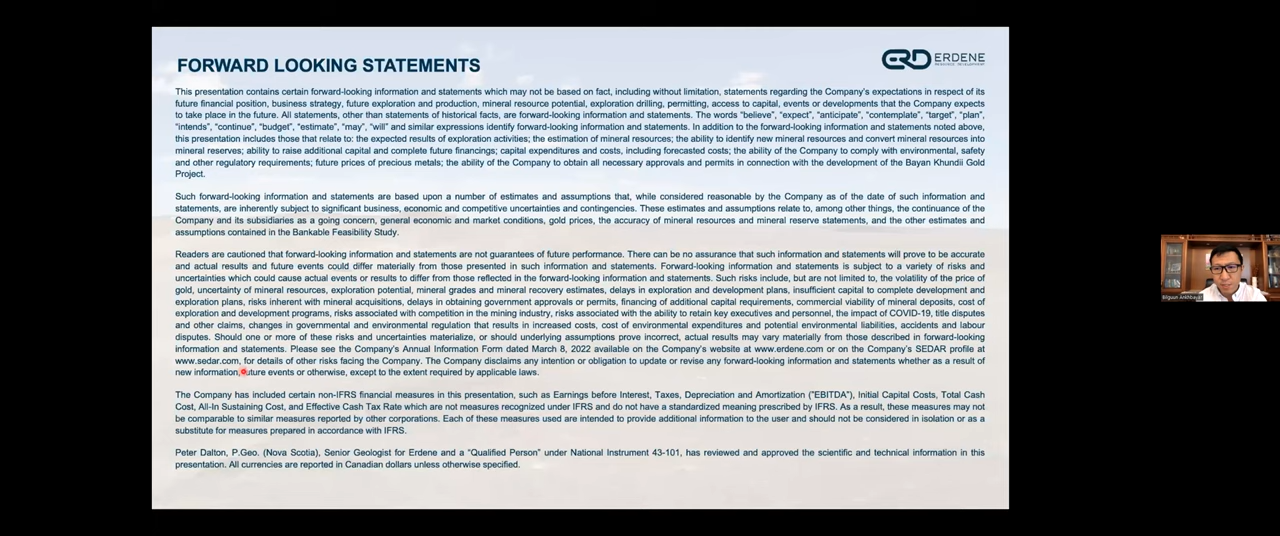 FORWARD LOOKING STATEMENTS
ERD ERDENE
RESOURCE DEVELOPMENT
This presentation contains certain forward-looking information and statements which may not be based on fact, including without limitation, statements regarding the Company's expectations in respect of its
future financial position, business strategy, future exploration and production, mineral resource potential, exploration drilling, permitting, access to capital, events or developments that the Company expects
to take place in the future. All statements, other than statements of historical facts, are forward-looking information and statements. The words “believe”, “expect”, “anticipate”, “contemplate”, “target”, “plan”,
“intends”, “continue”, “budget”, “estimate”, “may”, “will” and similar expressions identify forward-looking information and statements. In addition to the forward-looking information and statements noted above,
this presentation includes those that relate to: the expected results of exploration activities; the estimation of mineral resources; the ability to identify new mineral resources and convert mineral resources into
mineral reserves; ability to raise additional capital and complete future financings; capital expenditures and costs, including forecasted costs; the ability of the Company to comply with environmental, safety
and other regulatory requirements; future prices of precious metals; the ability of the Company to obtain all necessary approvals and permits in connection with the development of the Bayan Khundii Gold
Project.
Such forward-looking information and statements are based upon a number of estimates and assumptions that, while considered reasonable by the Company as of the date of such information and
statements, are inherently subject to significant business, economic and competitive uncertainties and contingencies. These estimates and assumptions relate to, among other things, the continuance of the
Company and its subsidiaries as a going concern, general economic and market conditions, gold prices, the accuracy of mineral resources and mineral reserve statements, and the other estimates and
assumptions contained in the Bankable Feasibility Study.
Readers are cautioned that forward-looking information and statements are not guarantees of future performance. There can be no assurance that such information and statements will prove to be accurate
and actual results and future events could differ materially from those presented in such information and statements. Forward-looking information and statements is subject to a variety of risks and
uncertainties which could cause actual events or results to differ from those reflected in the forward-looking information and statements. Such risks include, but are not limited to, the volatility of the price of
gold, uncertainty of mineral resources, exploration potential, mineral grades and mineral recovery estimates, delays in exploration and development plans, insufficient capital to complete development and
exploration plans, risks inherent with mineral acquisitions, delays in obtaining government approvals or permits, financing of additional capital requirements, commercial viability of mineral deposits, cost of
exploration and development programs, risks associated with competition in the mining industry, risks associated with the ability to retain key executives and personnel, the impact of COVID-19, title disputes
and other claims, changes in governmental and environmental regulation that results in increased costs, cost of environmental expenditures and potential environmental liabilities, accidents and labour
disputes. Should one or more of these risks and uncertainties materialize, or should underlying assumptions prove incorrect, actual results may vary materially from those described in forward-looking
information and statements. Please see the Company's Annual Information Form dated March 8, 2022 available on the Company's website at www.erdene.com or on the Company's SEDAR profile at
www.sedar.com, for details of other risks facing the Company. The Company disclaims any intention or obligation to update or revise any forward-looking information and statements whether as a result of
new information, future events or otherwise, except to the extent required by applicable laws.
The Company has included certain non-IFRS financial measures in this presentation, such as Earnings before Interest, Taxes, Depreciation and Amortization (“EBITDA”), Initial Capital Costs, Total Cash
Cost, All-In Sustaining Cost, and Effective Cash Tax Rate which are not measures recognized under IFRS and do not have a standardized meaning prescribed by IFRS. As a result, these measures may not
be comparable to similar measures reported by other corporations. Each of these measures used are intended to provide additional information to the user and should not be considered in isolation or as a
substitute for measures prepared in accordance with IFRS.
Peter Dalton, P.Geo. (Nova Scotia), Senior Geologist for Erdene and a “Qualified Person” under National Instrument 43-101, has reviewed and approved the scientific and technical information in this
presentation. All currencies are reported in Canadian dollars unless otherwise specified.
Bilguun Ankhbayar